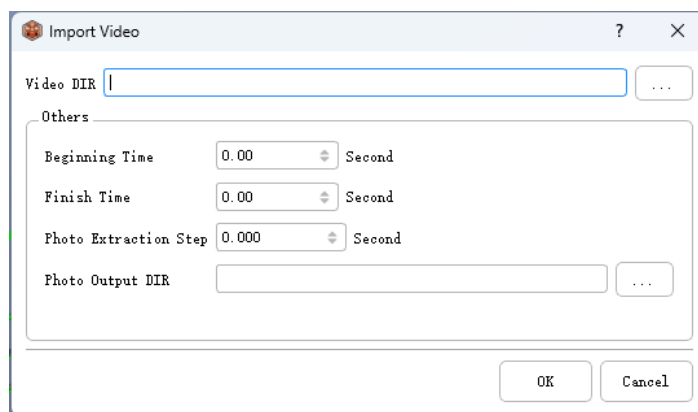 Import Video ? ×
Video DIR ...
Others
Beginning Time 0.00 Second
Finish Time 0.00 Second
Photo Extraction Step 0.000 Second
Photo Output DIR ...
OK Cancel